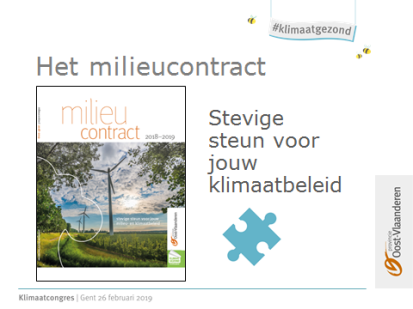 #klimaatgezond
Het milieucontract
milieu
contract 2018-2019
Stevige
steun voor
jouw
klimaatbeleid
provincie
Oost-Vlaanderen
Klimaatcongres | Gent 26 februari 2019